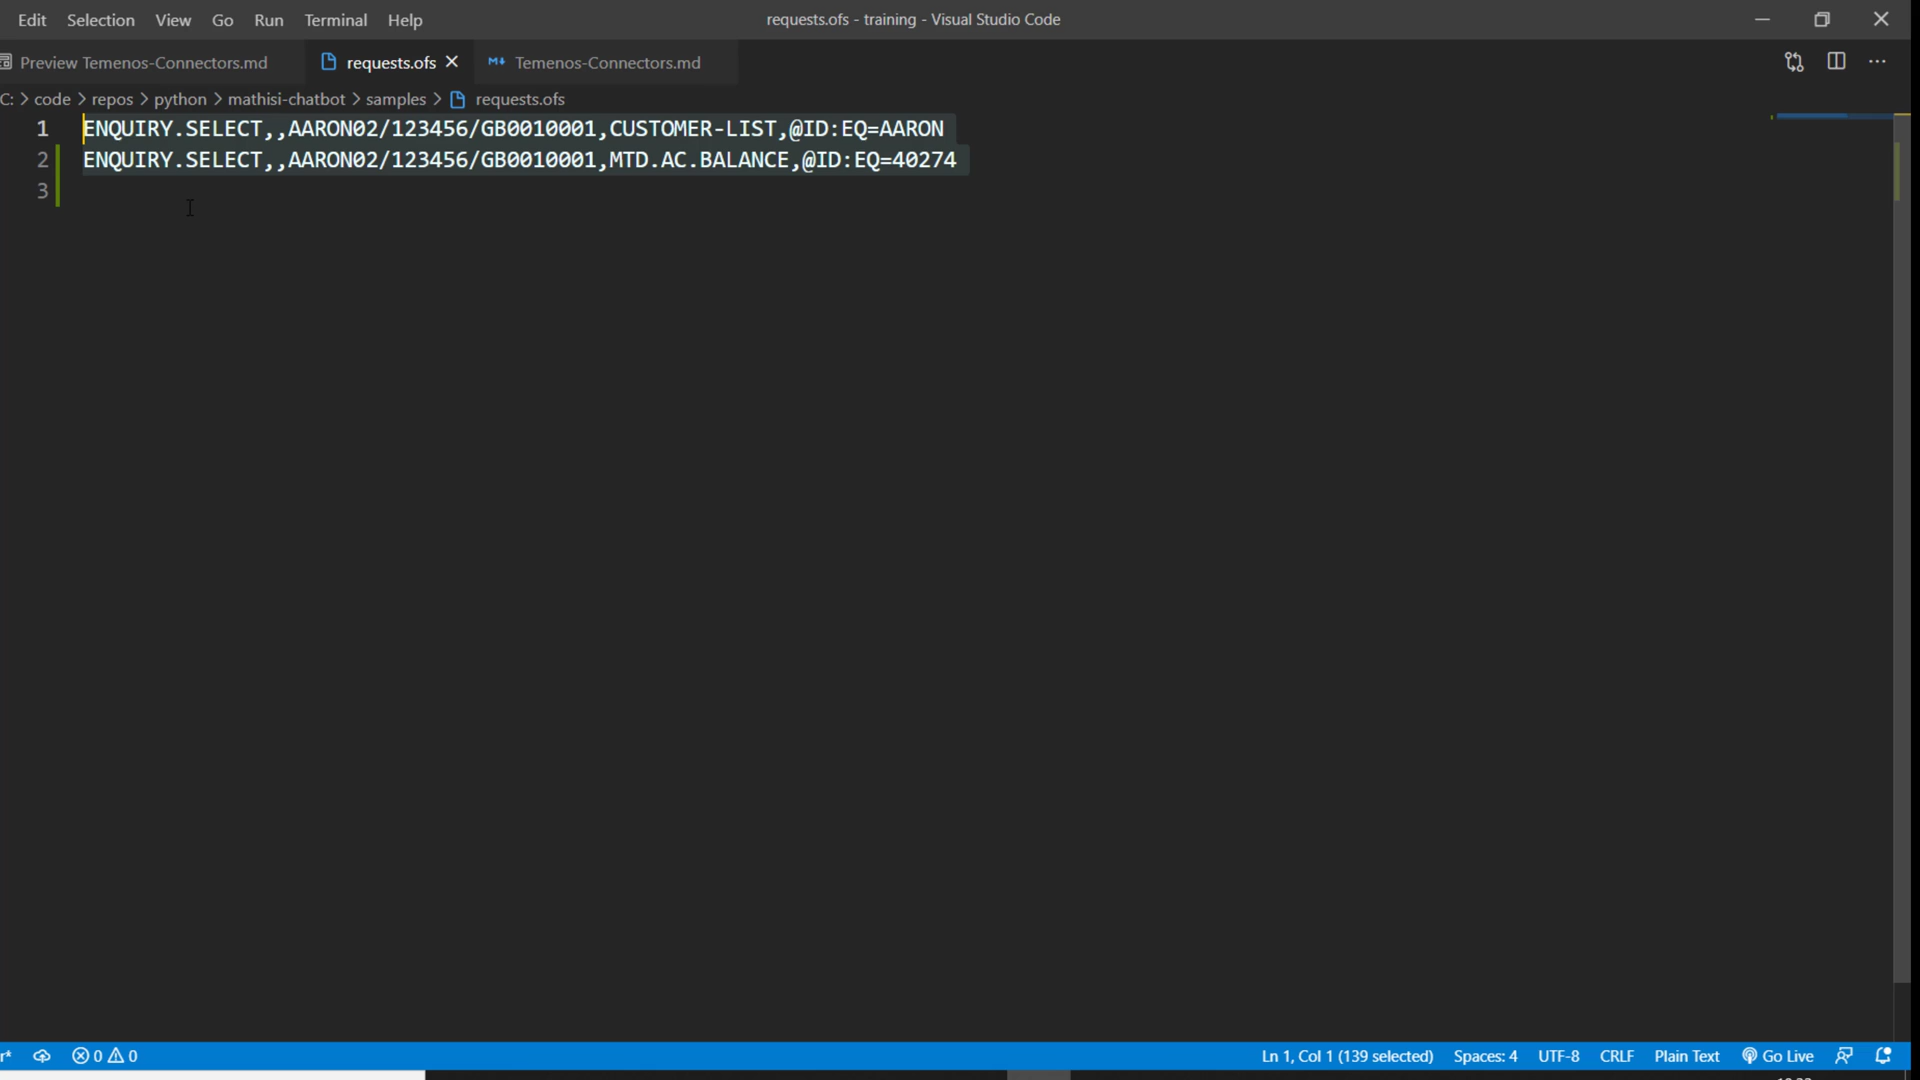 Edit Selection View Go Run Terminal Help requests.ofs - training - Visual Studio Code
Preview Temenos-Connectors.md requests.ofs Temenos-Connectors.md
C: > code > repos > python > mathisi-chatbot > samples > requests.ofs
1 ENQUIRY.SELECT,,AARON02/123456/GB0010001,CUSTOMER-LIST,@ID:EQ=AARON
2 ENQUIRY.SELECT,,AARON02/123456/GB0010001,MTD.AC.BALANCE,@ID:EQ=40274
3
r* 0 0 Ln 1, Col 1 (139 selected) Spaces: 4 UTF-8 CRLF Plain Text Go Live